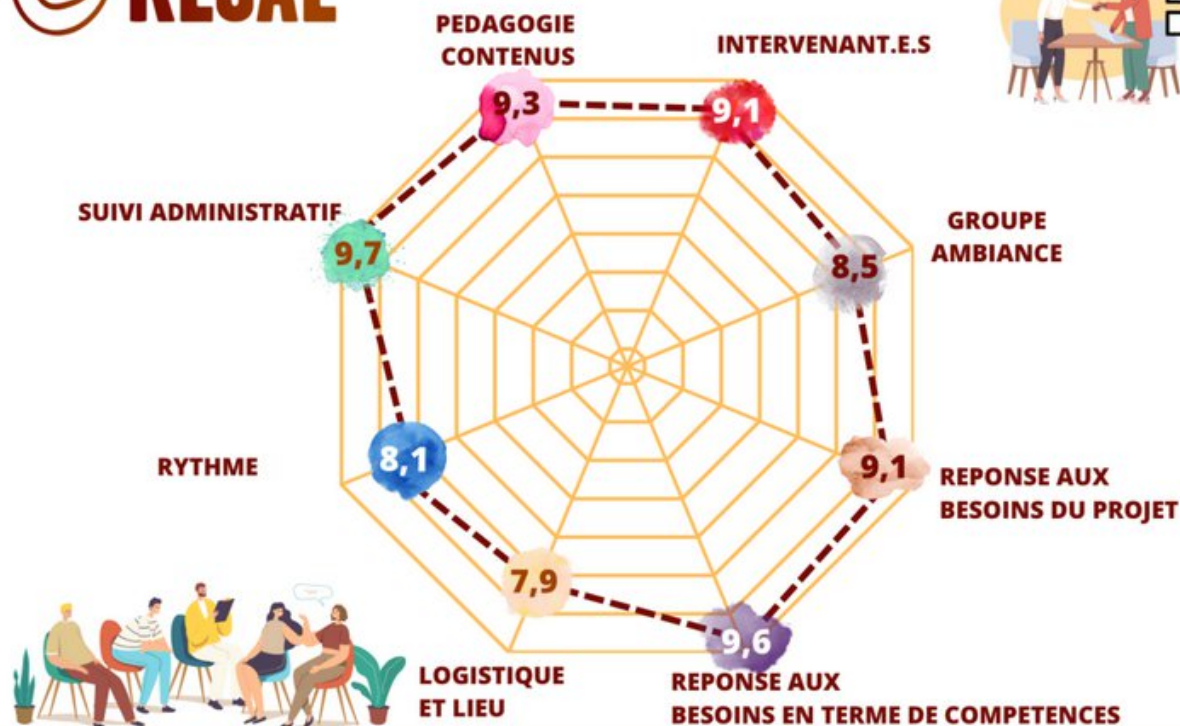 PEDAGOGIE
CONTENUS
INTERVENANT.E.S
9,3
9,1
SUIVI ADMINISTRATIF
GROUPE
AMBIANCE
9,7
8,5
RYTHME
8,1
9,1
REPONSE AUX
BESOINS DU PROJET
7,9
9,6
LOGISTIQUE
ET LIEU
REPONSE AUX
BESOINS EN TERME DE COMPETENCES